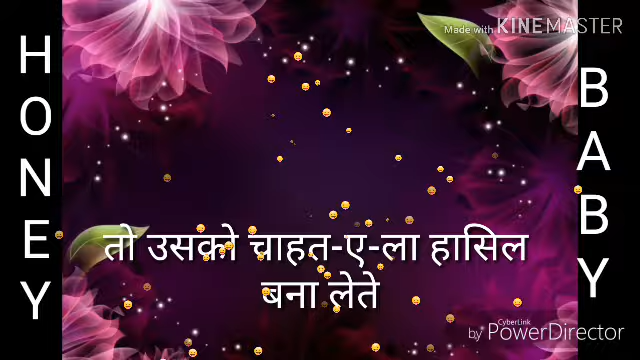 Made with KINEMASTER
HONEY
BABY
तो उसको चाहत-ए-ला हासिल
बना लेते
CyberLink
by PowerDirector